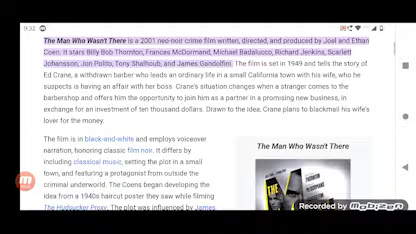 9:32
The Man Who Wasn't There is a 2001 neo-noir crime film written, directed, and produced by Joel and Ethan
Coen. It stars Billy Bob Thornton, Frances McDormand, Michael Badalucco, Richard Jenkins, Scarlett
Johansson, Jon Polito, Tony Shalhoub, and James Gandolfini. The film is set in 1949 and tells the story of
Ed Crane, a withdrawn barber who leads an ordinary life in a small California town with his wife, who he
suspects is having an affair with her boss. Crane's situation changes when a stranger comes to the
barbershop and offers him the opportunity to join him as a partner in a promising new business, in
exchange for an investment of ten thousand dollars. Drawn to the idea, Crane plans to blackmail his wife's
lover for the money.
The film is in black-and-white and employs voiceover
narration, honoring classic film noir. It differs by
including classical music, setting the plot in a small
town, and featuring a protagonist from outside the
criminal underworld. The Coens began developing the
idea from a 1940s haircut poster they saw while filming
The Hudsucker Proxy. The plot was influenced by James
The Man Who Wasn't There
THE
Recorded by Mobizen